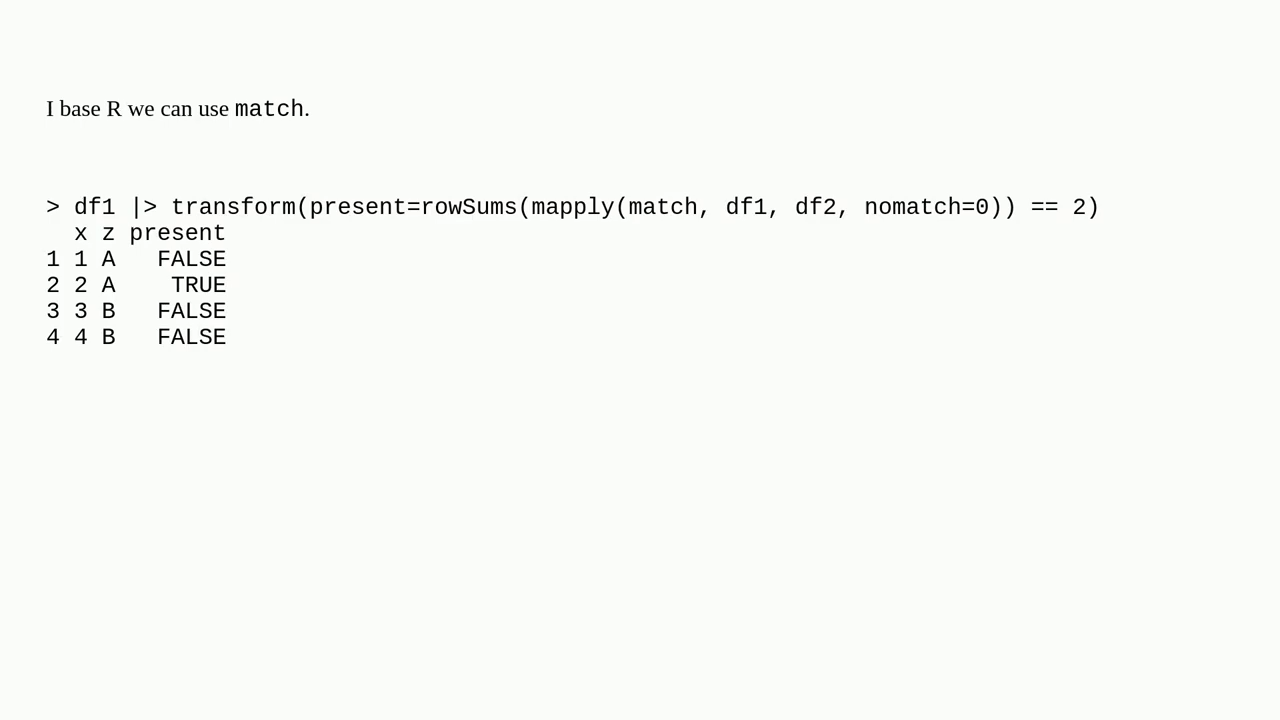 I base R we can use match.
> df1 |> transform(present=rowSums(mapply(match, df1, df2, nomatch=0)) == 2)
  x z present
1 1 A   FALSE
2 2 A    TRUE
3 3 B   FALSE
4 4 B   FALSE